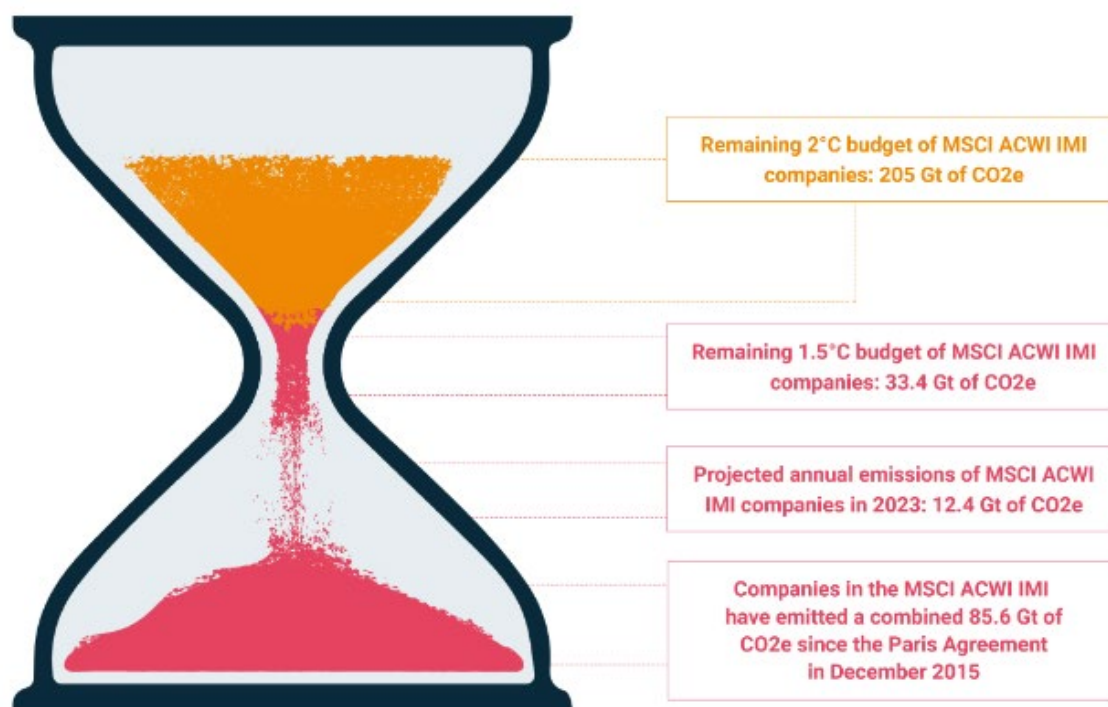 Remaining 2°C budget of MSCI ACWI IMI
companies: 205 Gt of CO2e
Remaining 1.5°C budget of MSCI ACWI IMI
companies: 33.4 Gt of CO2e
Projected annual emissions of MSCI ACWI
IMI companies in 2023: 12.4 Gt of CO2e
Companies in the MSCI ACWI IMI
have emitted a combined 85.6 Gt of
CO2e since the Paris Agreement
in December 2015